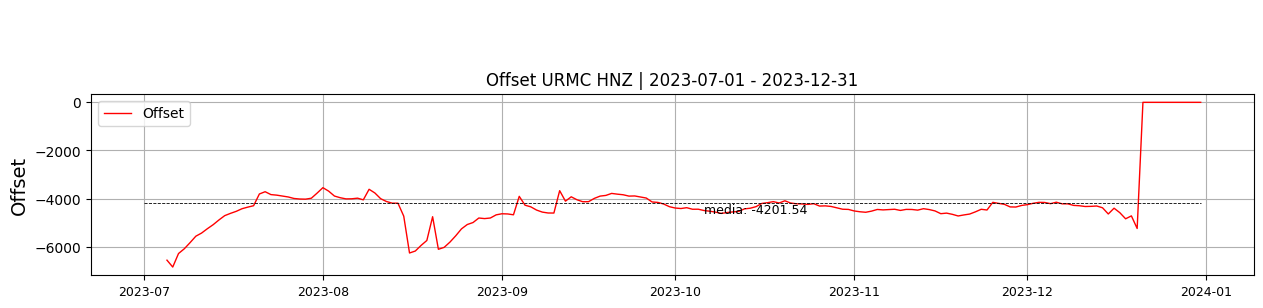 Offset URMC HNZ | 2023-07-01 - 2023-12-31
Offset
0
−2000
−4000
−6000
Offset
media: -4201.54
2023-07
2023-08
2023-09
2023-10
2023-11
2023-12
2024-01